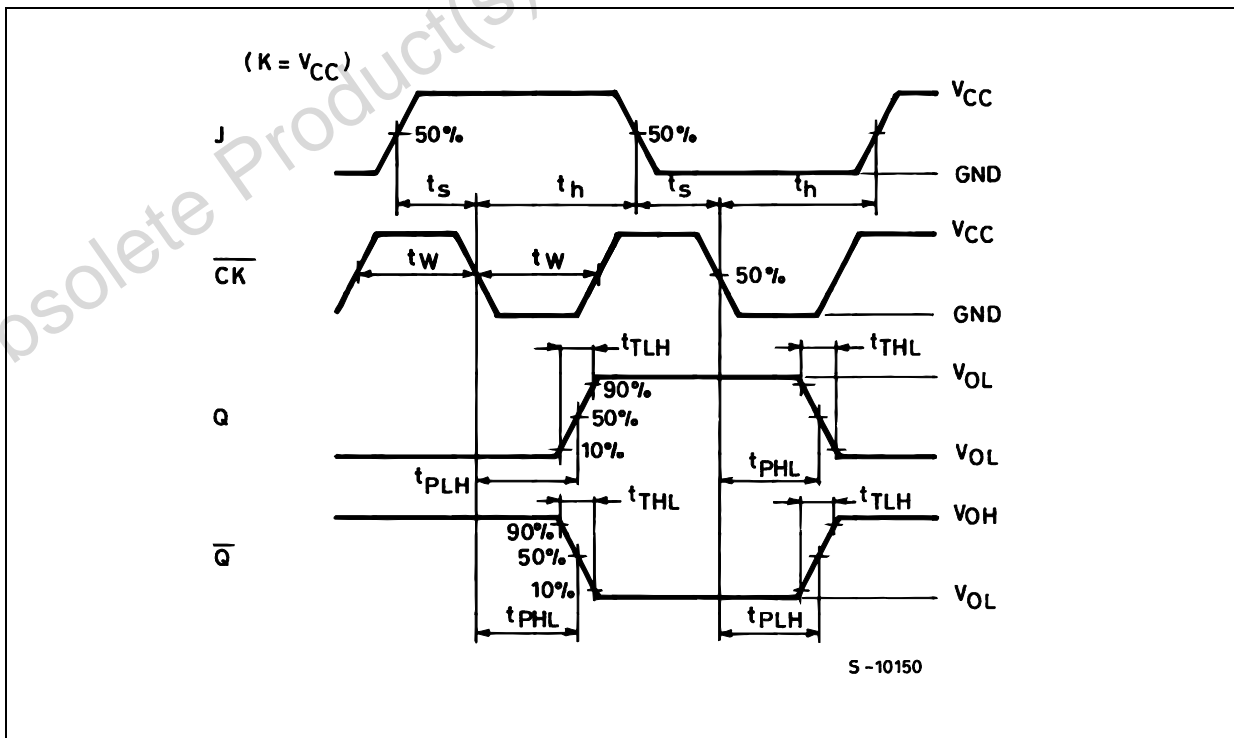 bsolete Product(s)
(K = VCC)
J
50%
50%
VCC
GND
ts
th
ts
th
CK
tW
tW
50%
VCC
GND
tTLH
tTHL
Q
90%
50%
10%
VOL
VOL
tPLH
tPHL
tTHL
tTLH
Q
90%
50%
10%
VOH
VOL
tPHL
tPLH
S-10150